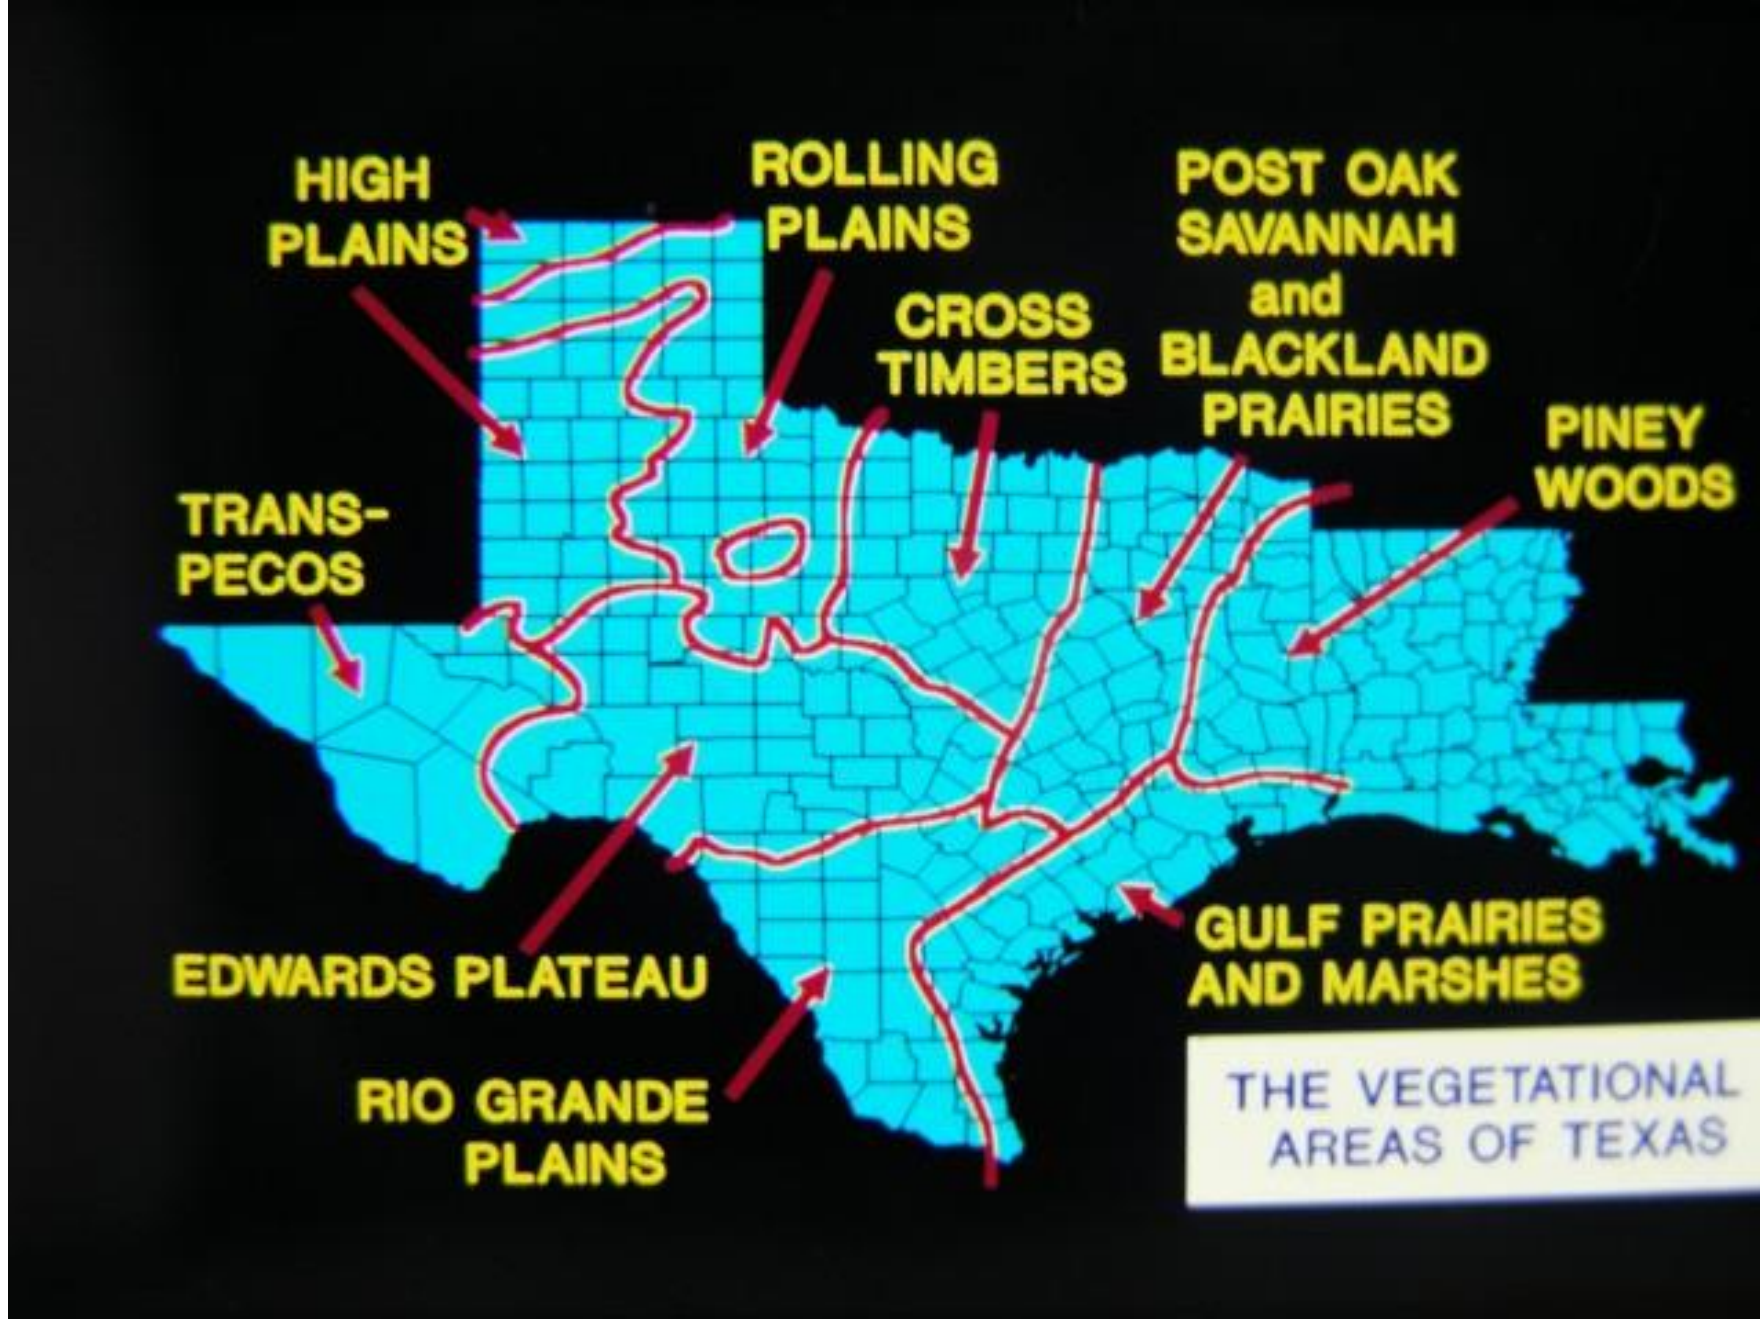 HIGH
PLAINS
ROLLING
PLAINS
POST OAK
SAVANNAH
and
BLACKLAND
PRAIRIES
CROSS
TIMBERS
PINEY
WOODS
TRANS-
PECOS
EDWARDS PLATEAU
GULF PRAIRIES
AND MARSHES
RIO GRANDE
PLAINS
THE VEGETATIONAL
AREAS OF TEXAS